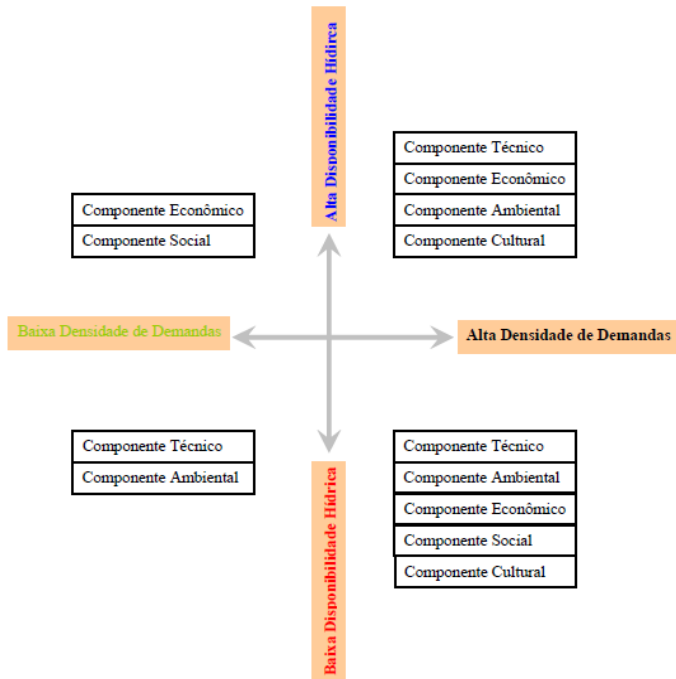 Alta Disponibilidade Hídirca
Componente Técnico
Componente Econômico
Componente Ambiental
Componente Cultural
Componente Econômico
Componente Social
Baixa Densidade de Demandas
Alta Densidade de Demandas
Componente Técnico
Componente Ambiental
Componente Técnico
Componente Ambiental
Componente Econômico
Componente Social
Componente Cultural
Baixa Disponibilidade Hídrica